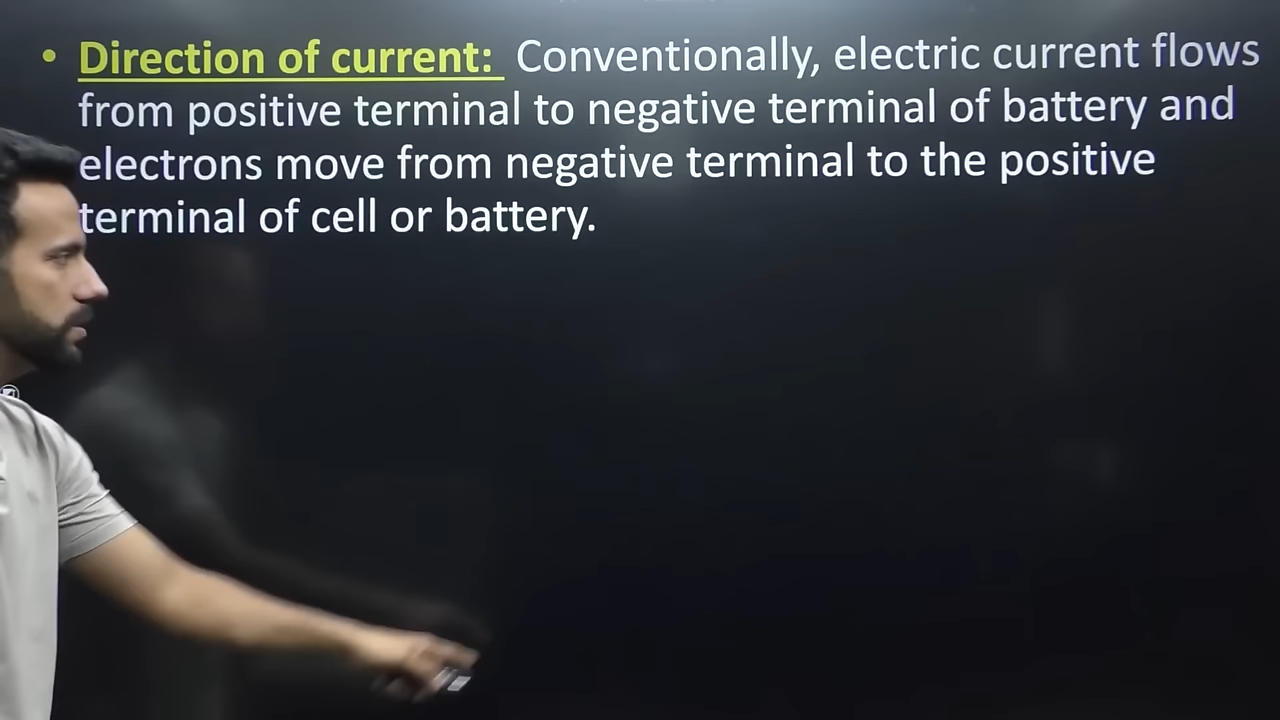 • Direction of current: Conventionally, electric current flows
from positive terminal to negative terminal of battery and
electrons move from negative terminal to the positive
terminal of cell or battery.